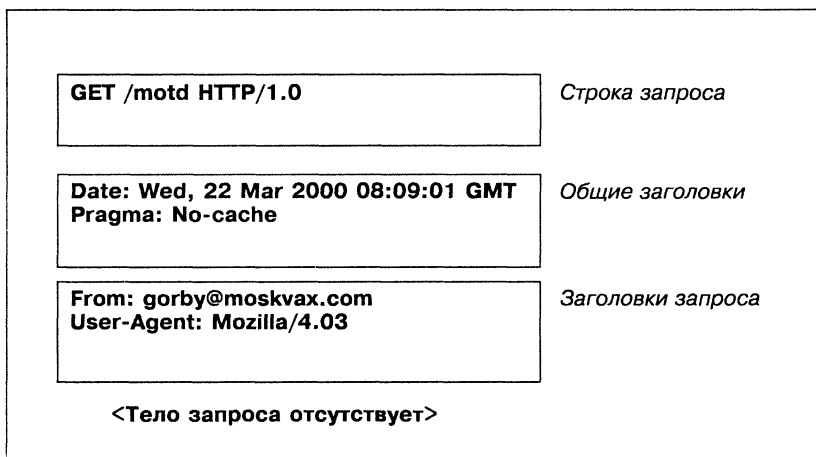 GET /motd HTTP/1.0 Строка запроса
Date: Wed, 22 Mar 2000 08:09:01 GMT Общие заголовки
Pragma: No-cache
From: gorby@moskvax.com Заголовки запроса
User-Agent: Mozilla/4.03
<Тело запроса отсутствует>